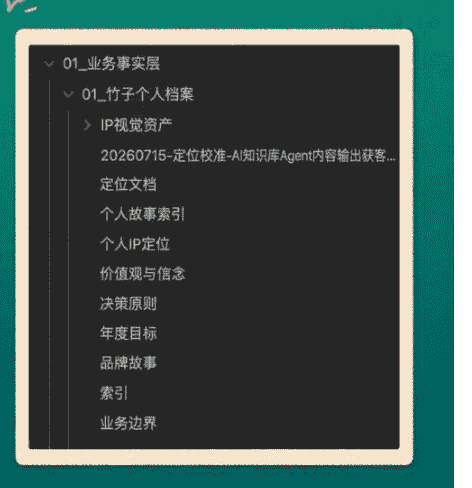 01_业务事实层
01_竹子个人档案
IP视觉资产
20260715-定位校准-AI知识库Agent内容输出获客...
定位文档
个人故事索引
个人IP定位
价值观与信念
决策原则
年度目标
品牌故事
索引
业务边界